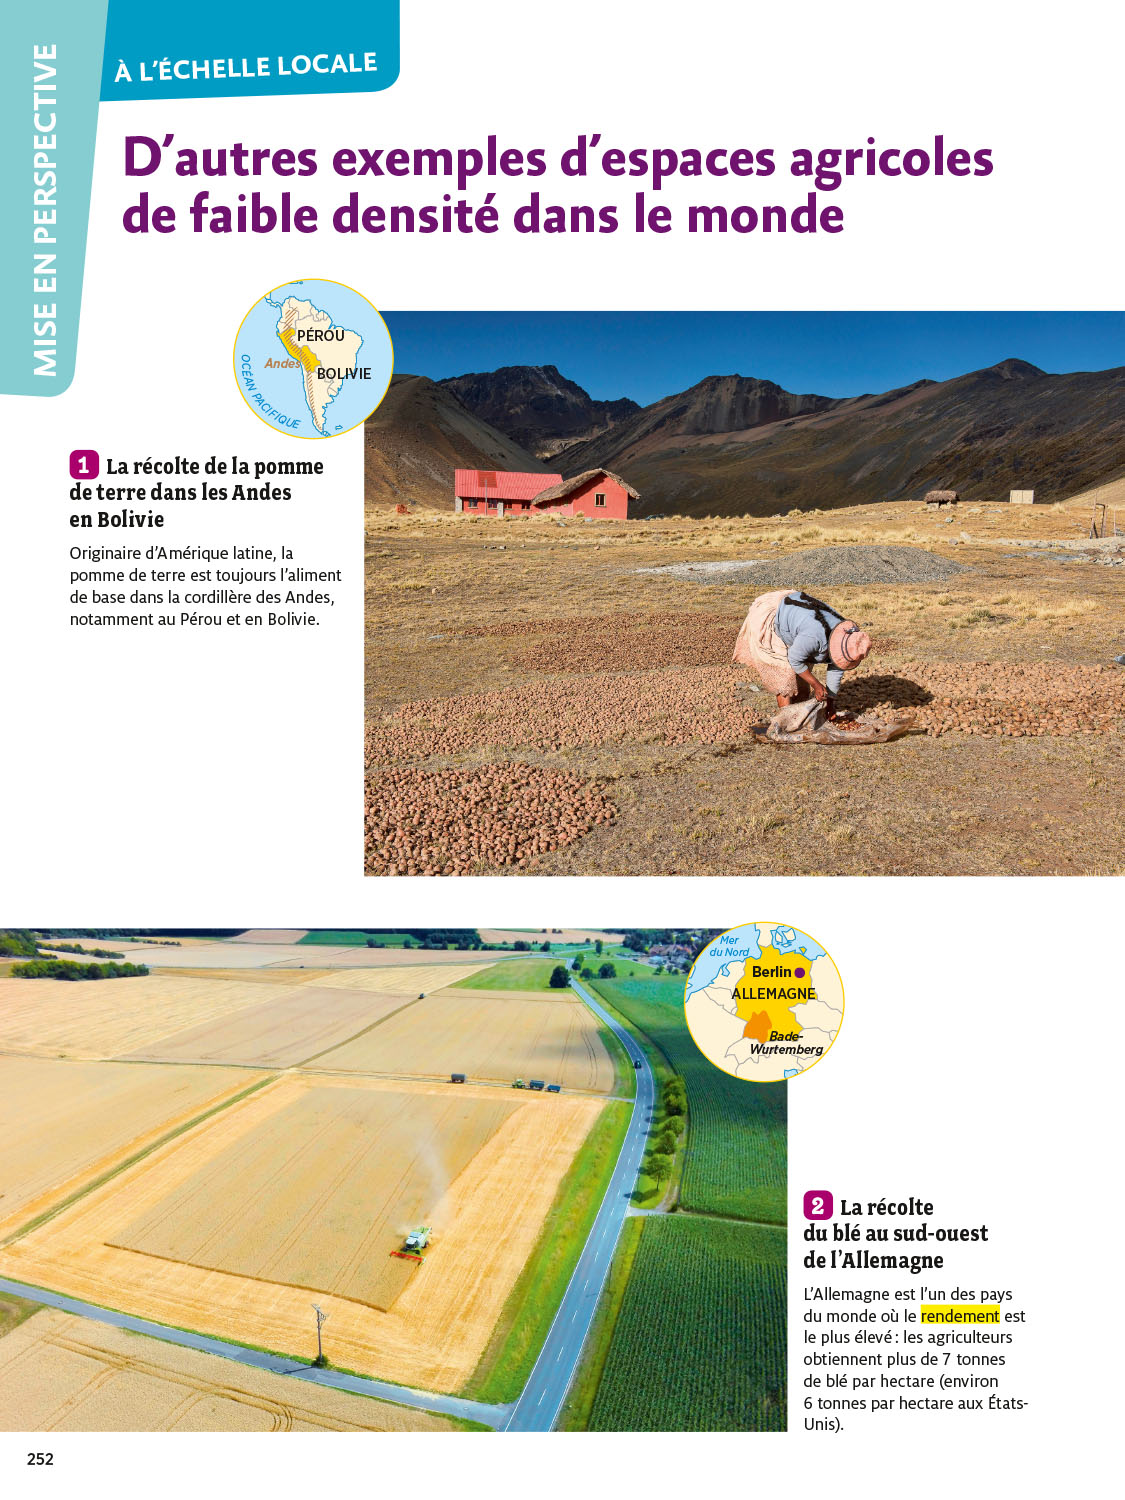 MISE EN PERSPECTIVE
À L'ÉCHELLE LOCALE
D'autres exemples d'espaces agricoles
de faible densité dans le monde
PÉROU
Andes
BOLIVIE
OCÉAN PACIFIQUE
1 La récolte de la pomme
de terre dans les Andes
en Bolivie
Originaire d'Amérique latine, la
pomme de terre est toujours l'aliment
de base dans la cordillère des Andes,
notamment au Pérou et en Bolivie.
Mer
du Nord
Berlin
ALLEMAGNE
Bade-
Wurtemberg
2 La récolte
du blé au sud-ouest
de l'Allemagne
L'Allemagne est l'un des pays
du monde où le rendement est
le plus élevé : les agriculteurs
obtiennent plus de 7 tonnes
de blé par hectare (environ
6 tonnes par hectare aux États-
Unis).
252